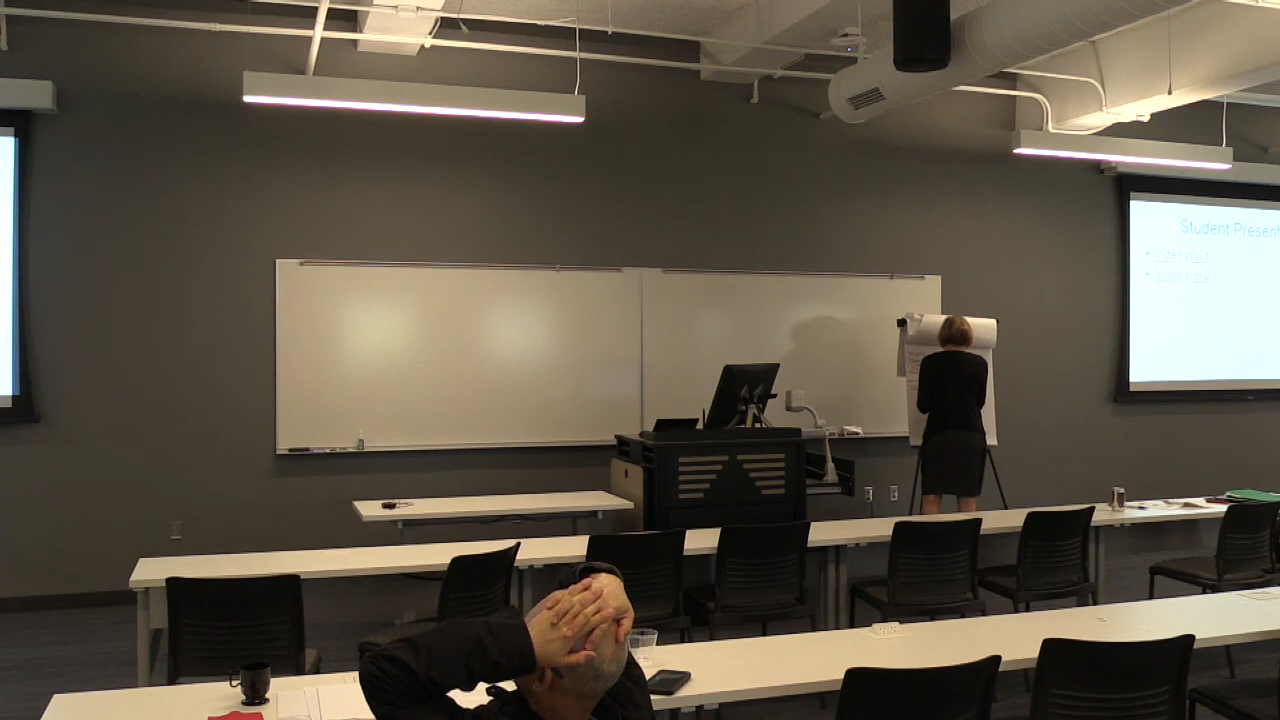 Student Present
• Video clip 1
• Video clip 2